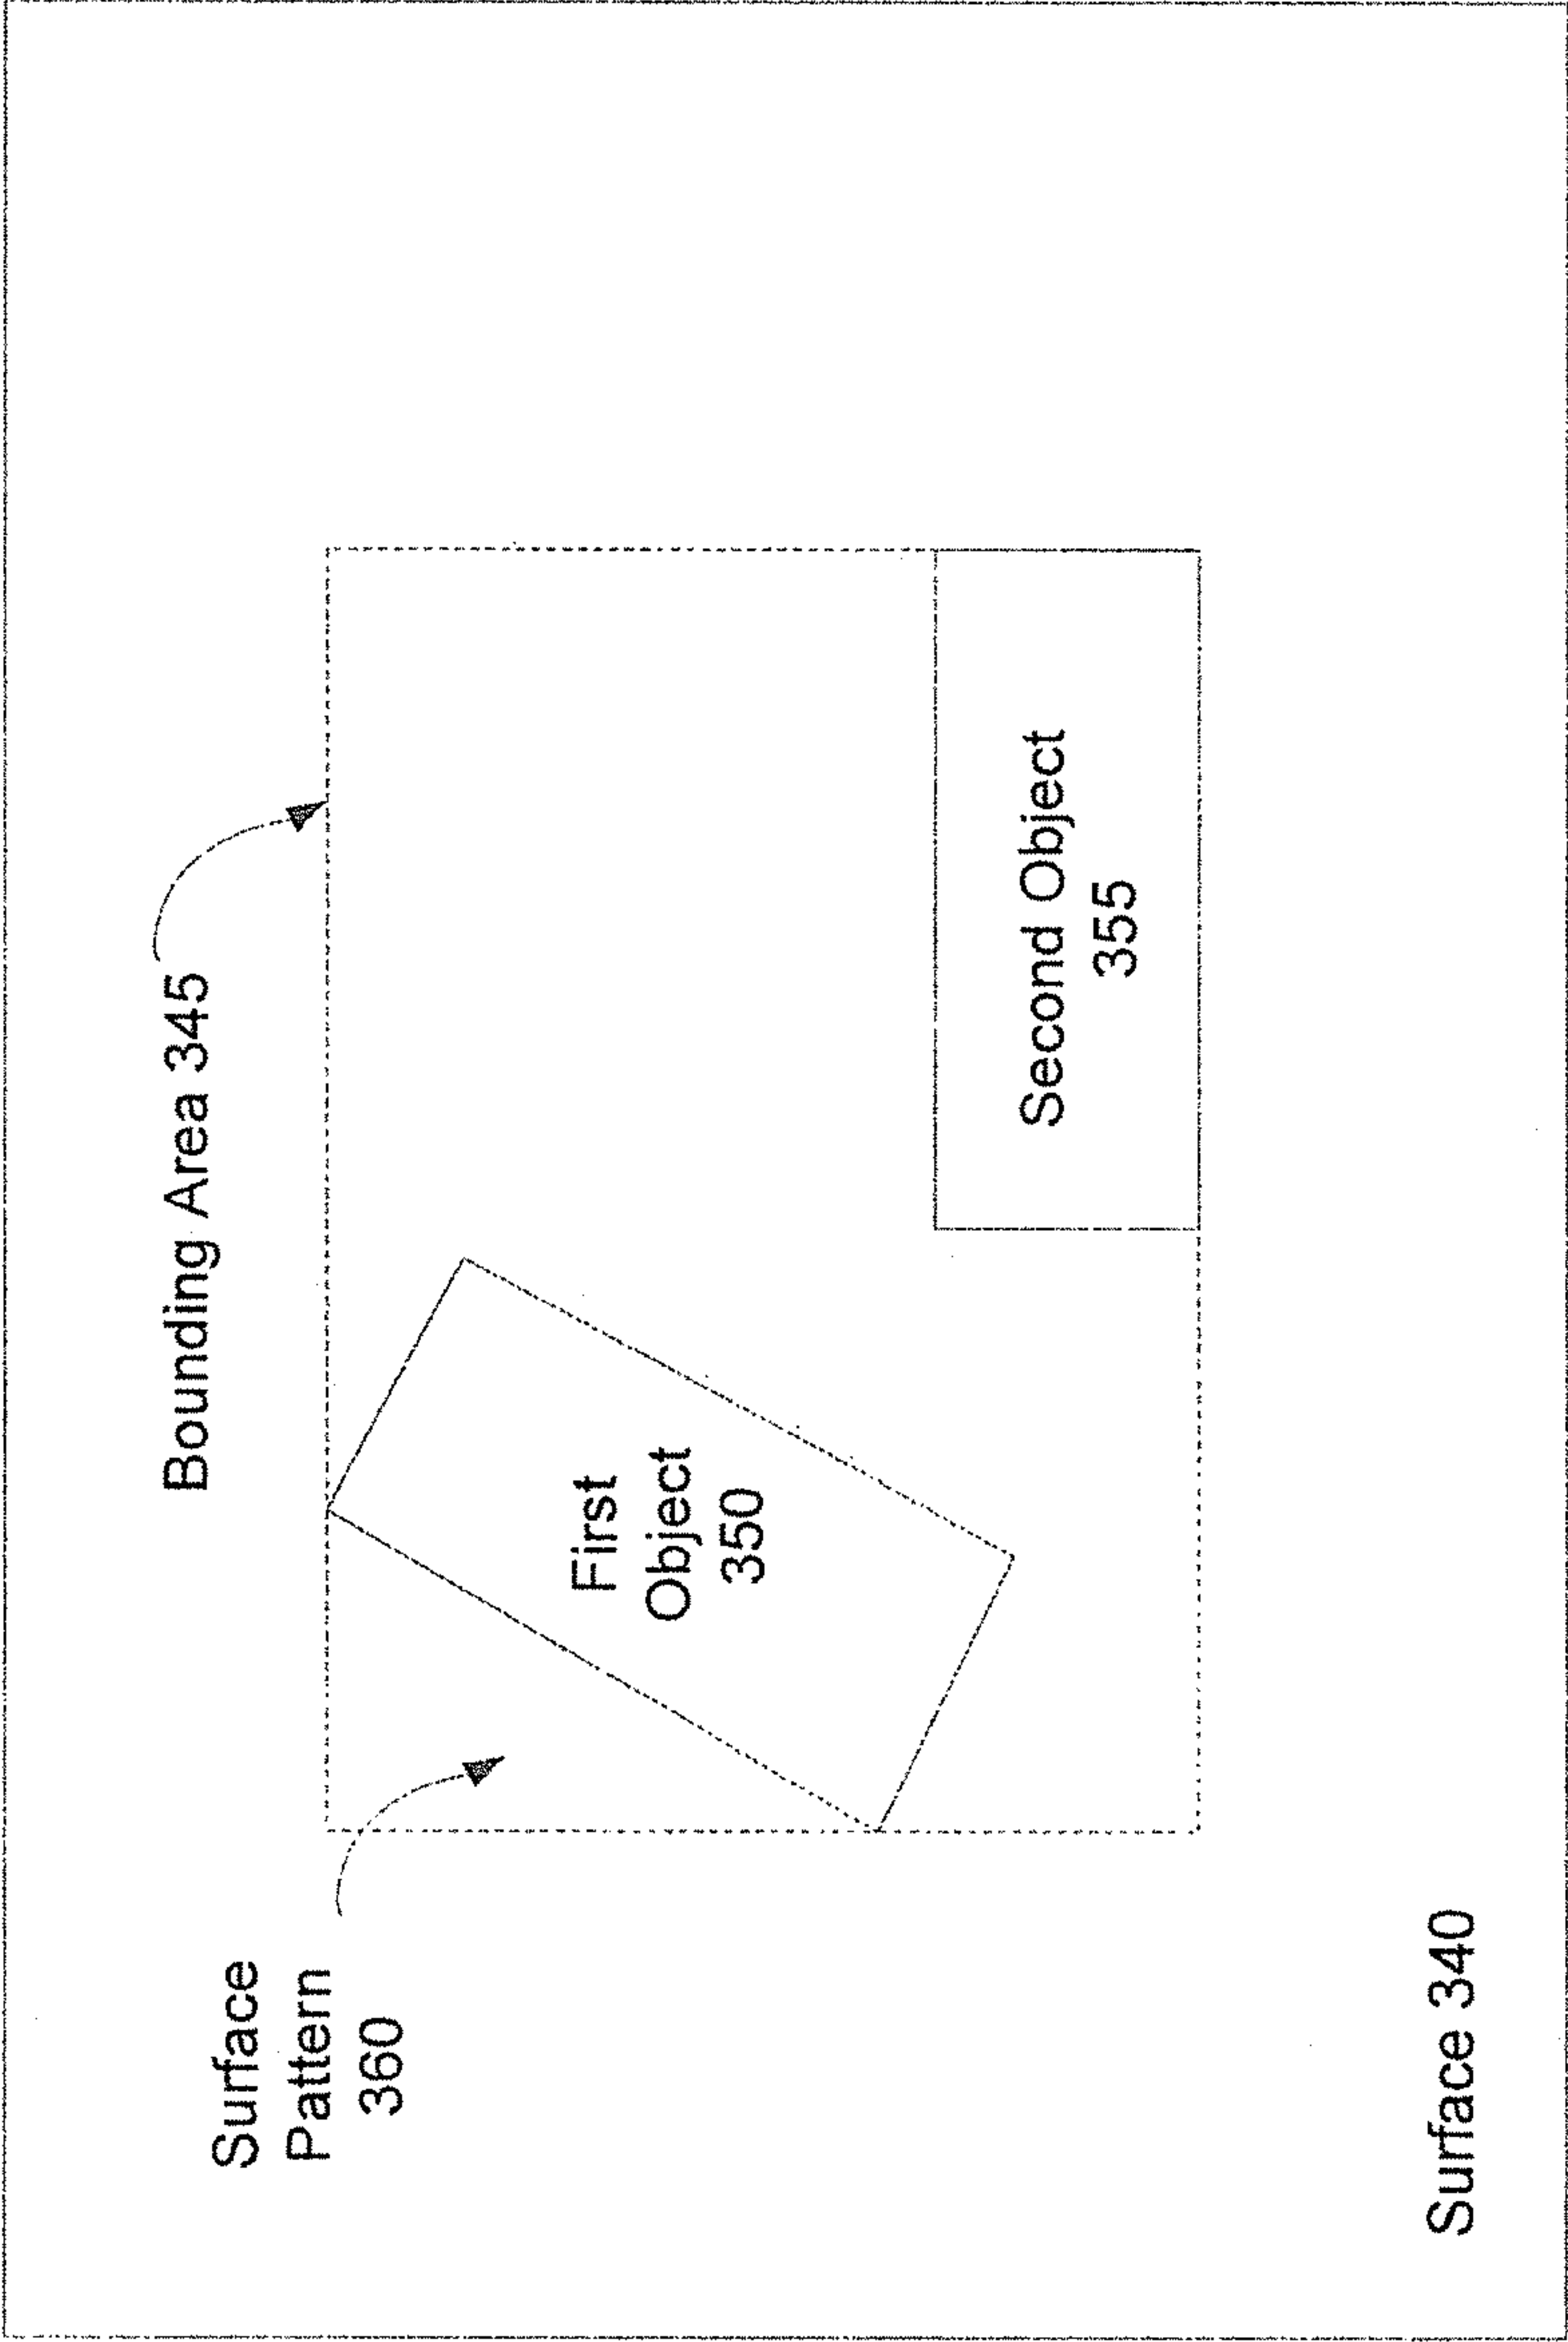 Bounding Area 345
Surface
Pattern
360
First
Object
350
Second Object
355
Surface 340